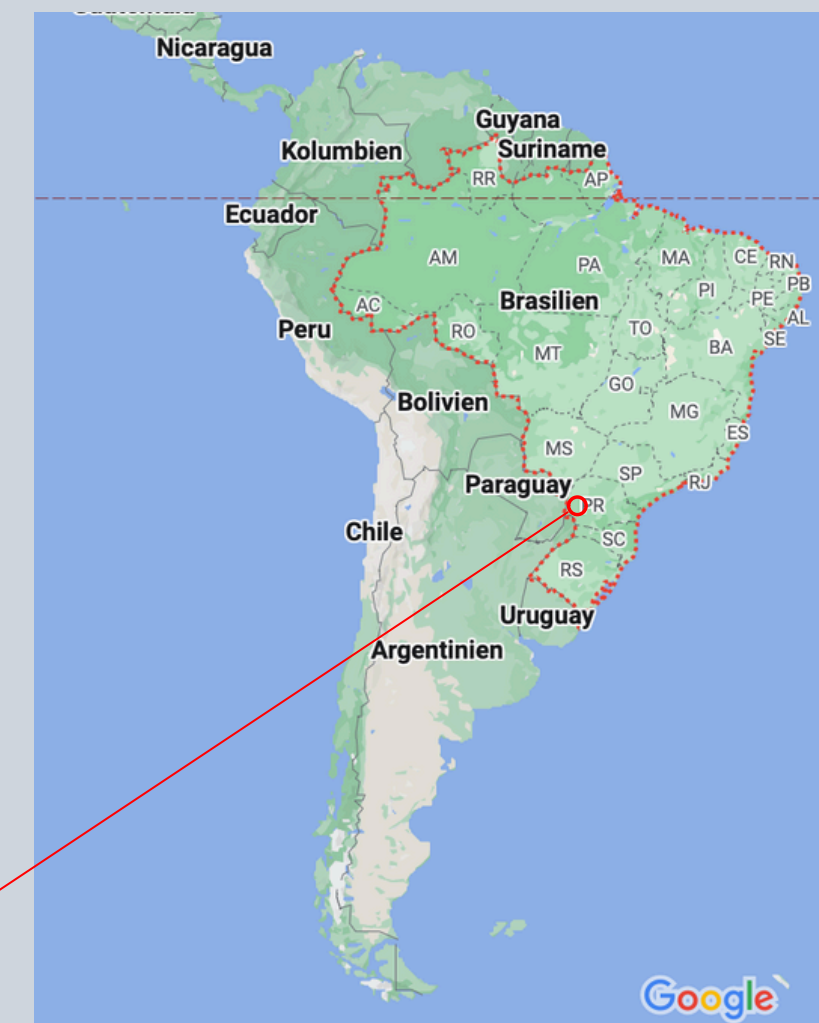 Guatemala
Nicaragua
Guyana
Kolumbien
Suriname
RR
AP
Ecuador
AM
PA
MA
CE
RN
PI
PB
PE
AC
Brasilien
AL
Peru
RO
TO
SE
MT
BA
GO
Bolivien
MG
ES
MS
SP
Paraguay
RJ
PR
Chile
SC
RS
Uruguay
Argentinien
Google